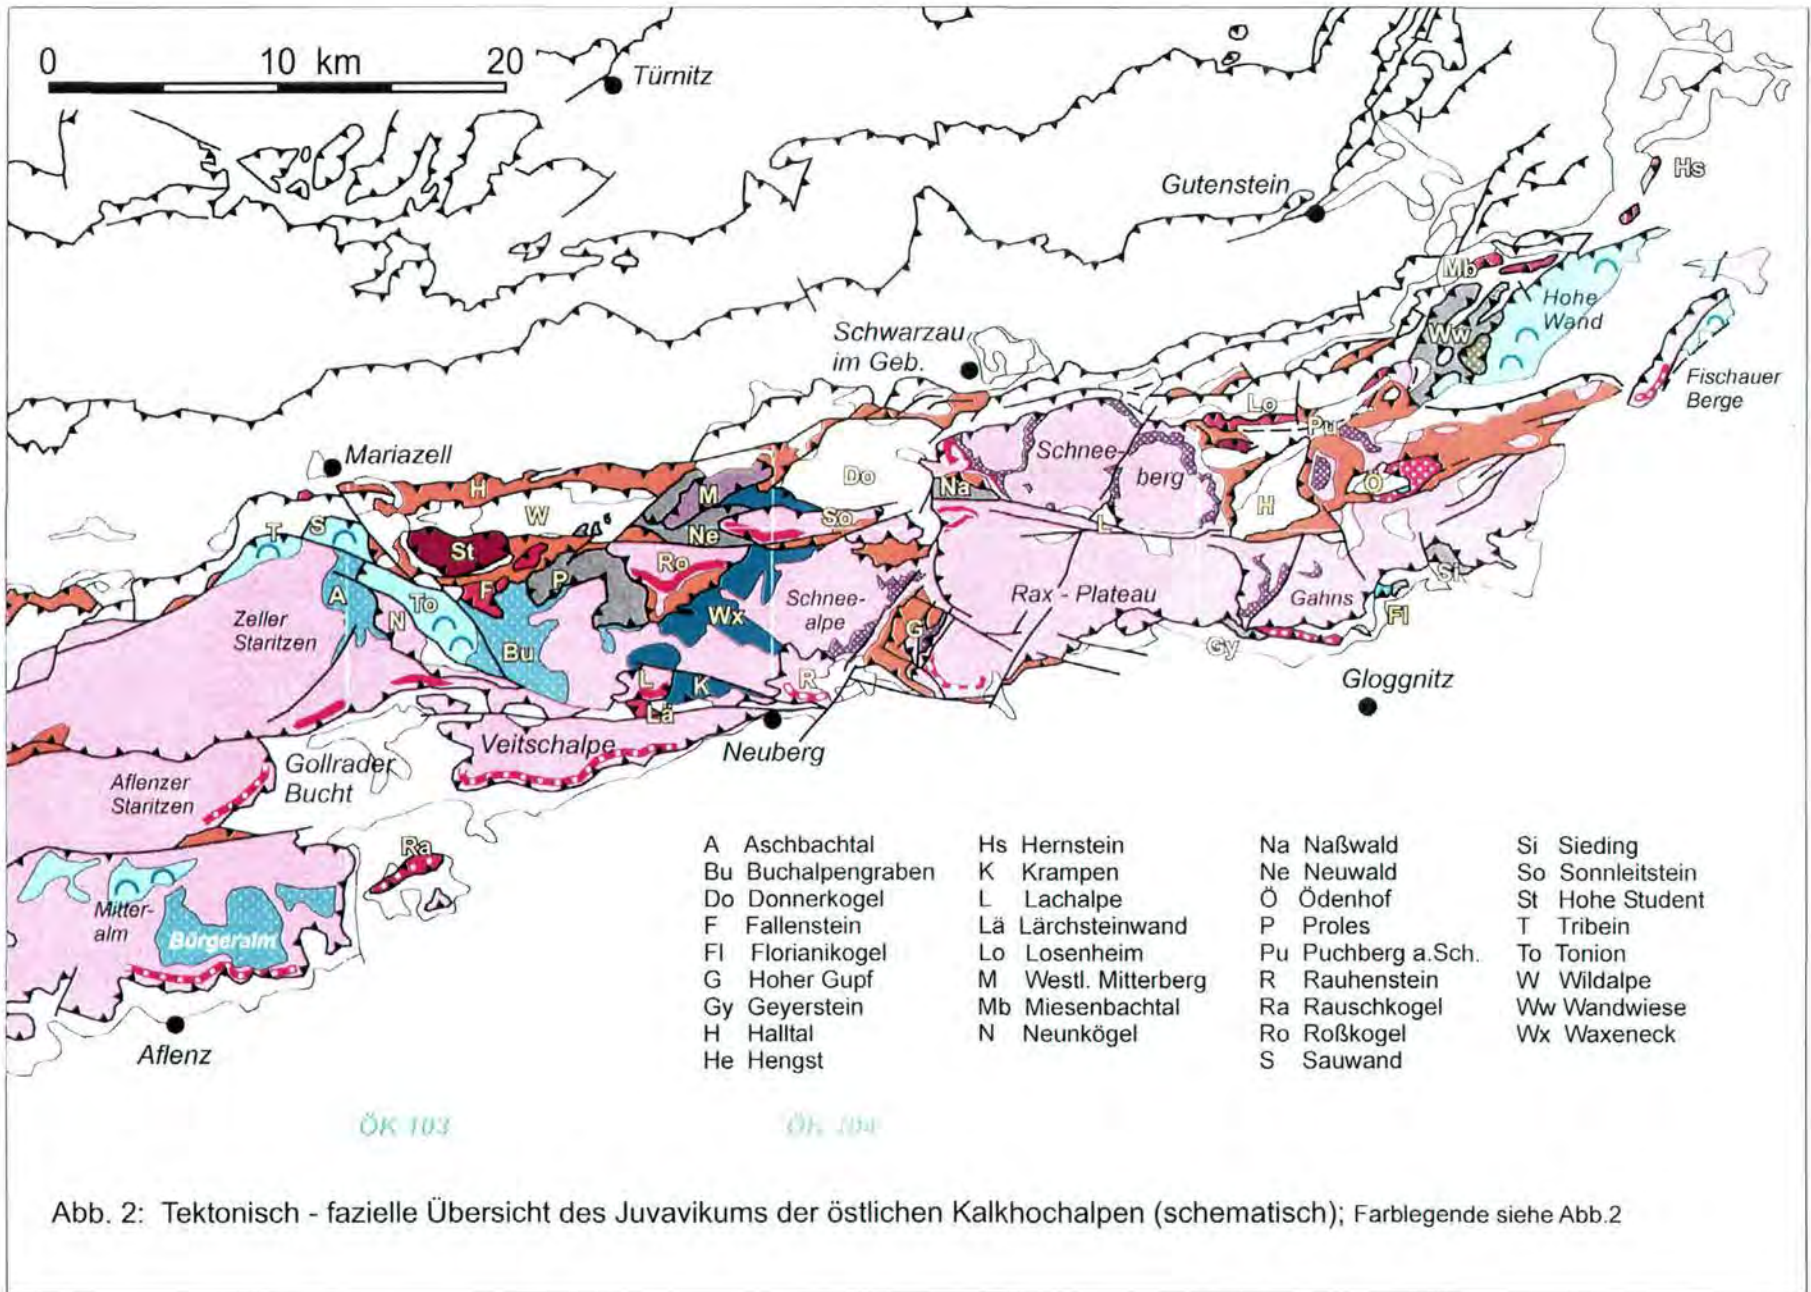 0 10 km 20
Türnitz
Gutenstein
Hs
Mb
Hohe
Wand
Ww
Schwarzau
im Geb.
Fischauer
Berge
Lo
Pu
Mariazell
Schnee-
berg
H
M
Do
Na
Ö
H
W
So
L
T
S
St
Ne
Ro
P
F
A
To
N
Zeller
Staritzen
Bu
Wx
Schnee-
alpe
Rax - Plateau
Gahns
Si
Fl
G
Gy
L
K
R
Lä
Gloggnitz
Veitschalpe
Neuberg
Gollrader
Bucht
Aflenzer
Staritzen
Ra
Mitter-
alm
Bürgeralm
Aflenz
A Aschbachtal
Bu Buchalpengraben
Do Donnerkogel
F Fallenstein
Fl Florianikogel
G Hoher Gupf
Gy Geyerstein
H Halltal
He Hengst
Hs Hernstein
K Krampen
L Lachalpe
Lä Lärchsteinwand
Lo Losenheim
M Westl. Mitterberg
Mb Miesenbachtal
N Neunkögel
Na Naßwald
Ne Neuwald
Ö Ödenhof
P Proles
Pu Puchberg a.Sch.
R Rauhenstein
Ra Rauschkogel
Ro Roßkogel
S Sauwand
Si Sieding
So Sonnleitstein
St Hohe Student
T Tribein
To Tonion
W Wildalpe
Ww Wandwiese
Wx Waxeneck
ÖK 103
ÖK 104
Abb. 2: Tektonisch - fazielle Übersicht des Juvavikums der östlichen Kalkhochalpen (schematisch); Farblegende siehe Abb.2